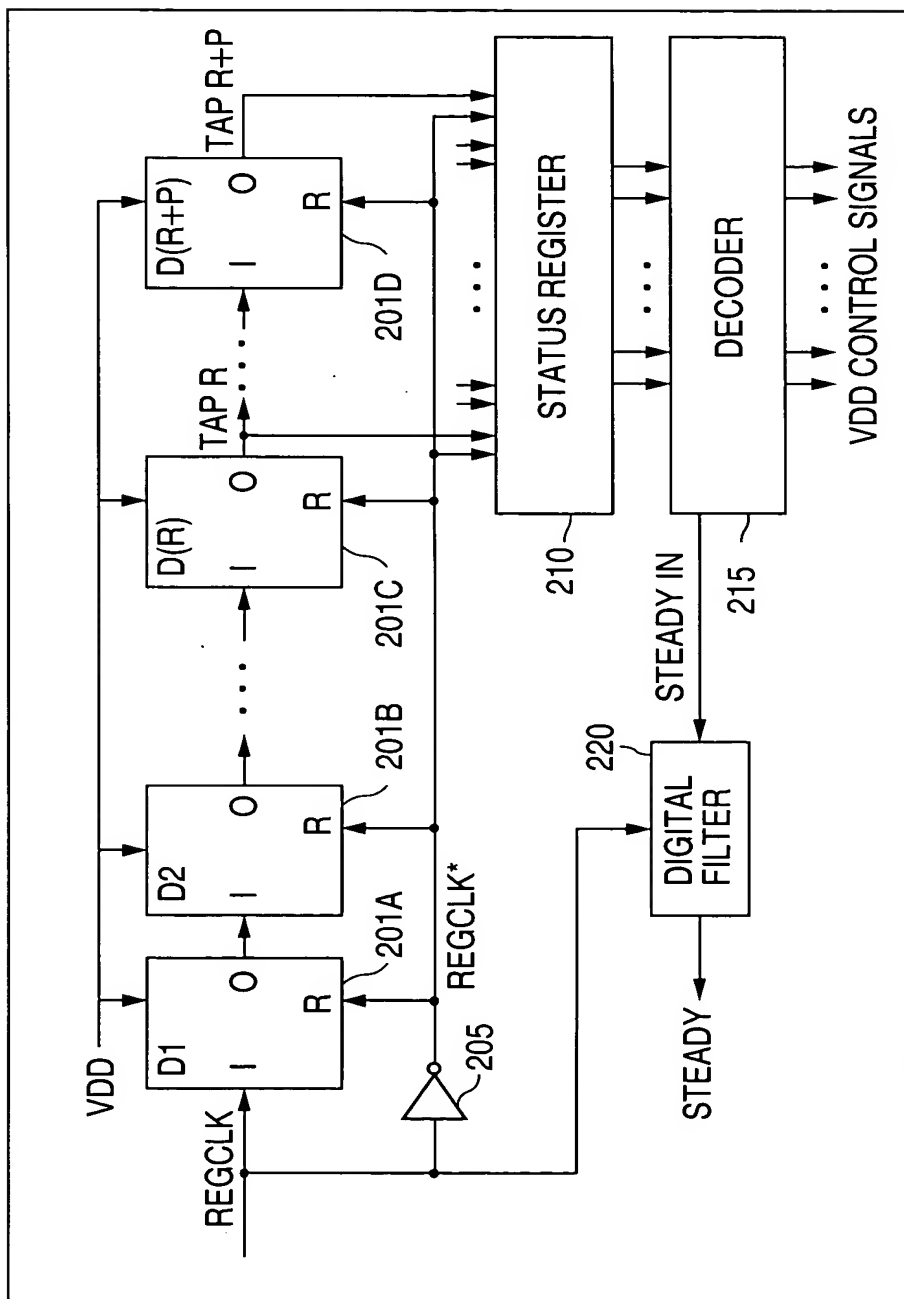 VDD
D1
I
O
R
201A
D2
I
O
R
201B
...
D(R)
I
O
R
201C
TAP R
...
D(R+P)
I
O
R
201D
TAP R+P
REGCLK
205
REGCLK*
...
STATUS REGISTER
210
...
DECODER
215
...
VDD CONTROL SIGNALS
STEADY IN
220
DIGITAL
FILTER
STEADY